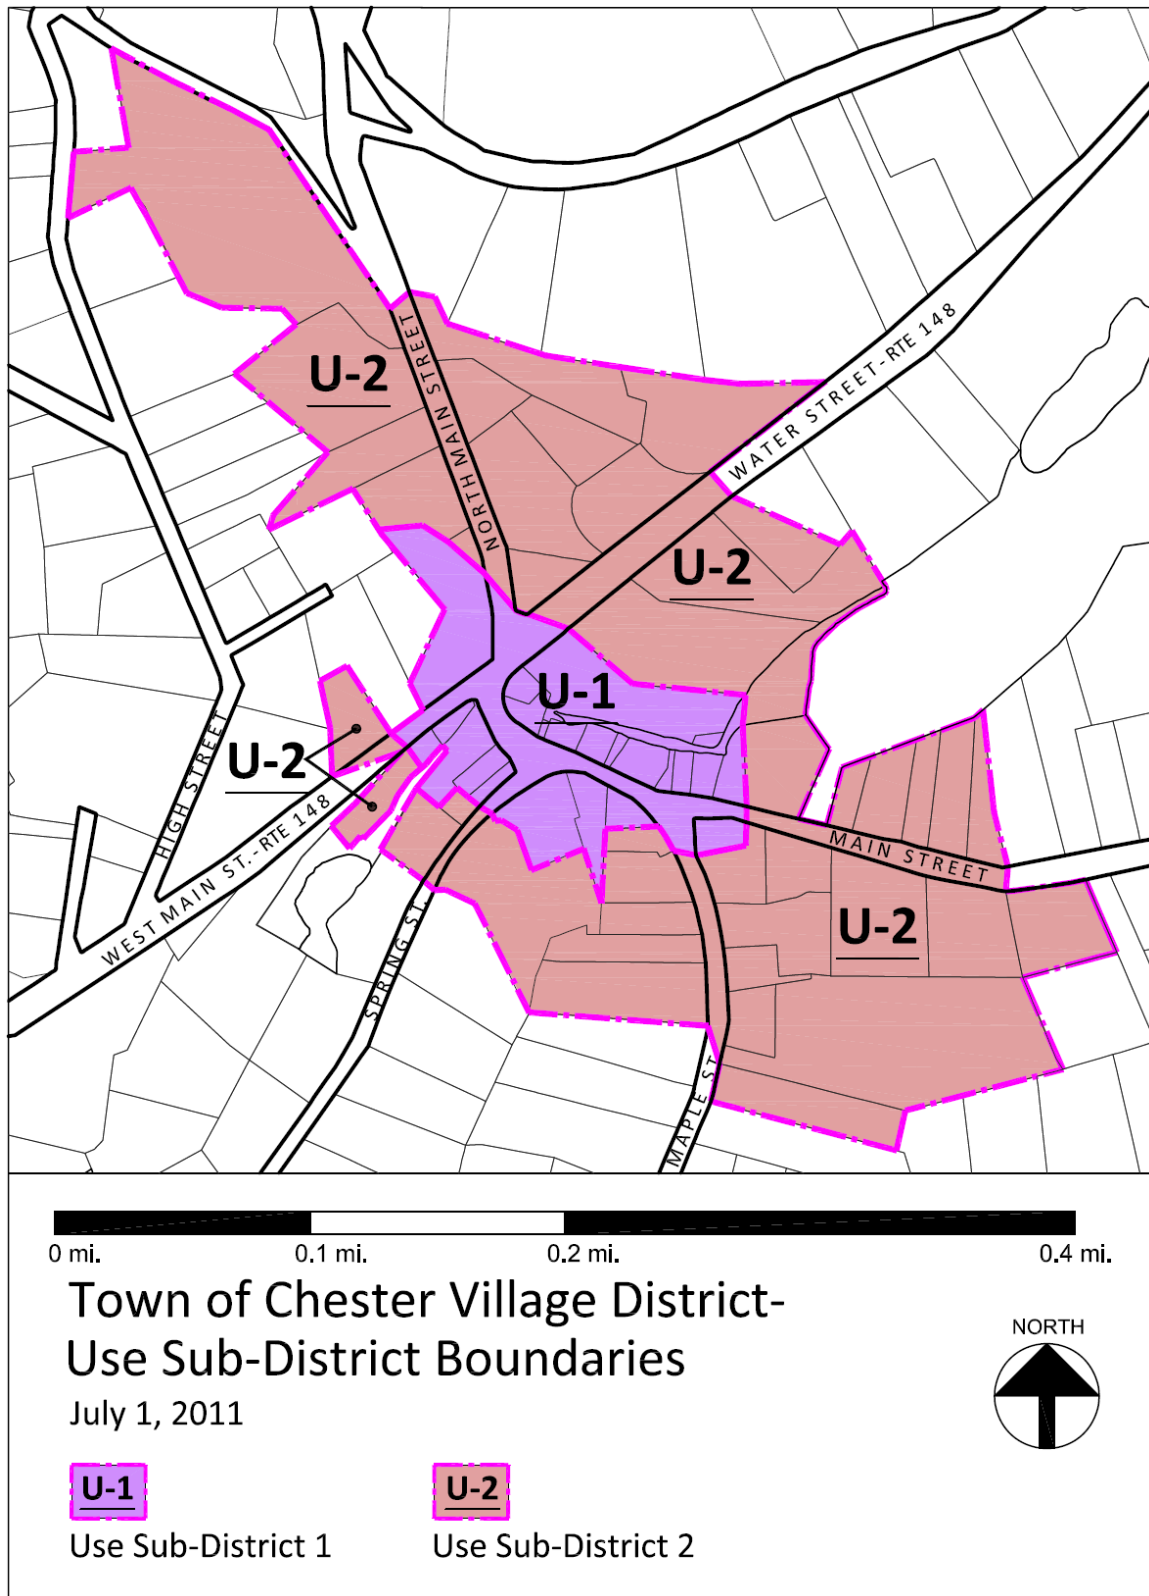 NORTH MAIN STREET
U-2
WATER STREET-RTE 148
U-2
U-1
U-2
HIGH STREET
WEST MAIN ST.-RTE 148
MAIN STREET
U-2
SPRING ST.
MAPLE ST.
0 mi.
0.1 mi.
0.2 mi.
0.4 mi.
Town of Chester Village District-
Use Sub-District Boundaries
July 1, 2011
NORTH
U-1
U-2
Use Sub-District 1
Use Sub-District 2